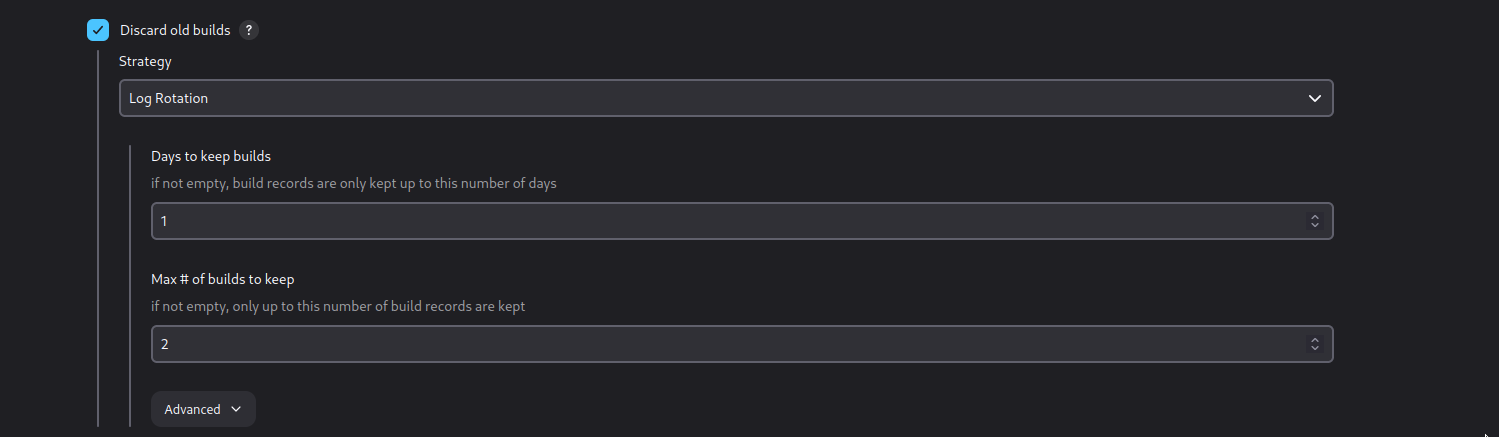 Discard old builds ?
Strategy
Log Rotation
Days to keep builds
if not empty, build records are only kept up to this number of days
1
Max # of builds to keep
if not empty, only up to this number of build records are kept
2
Advanced